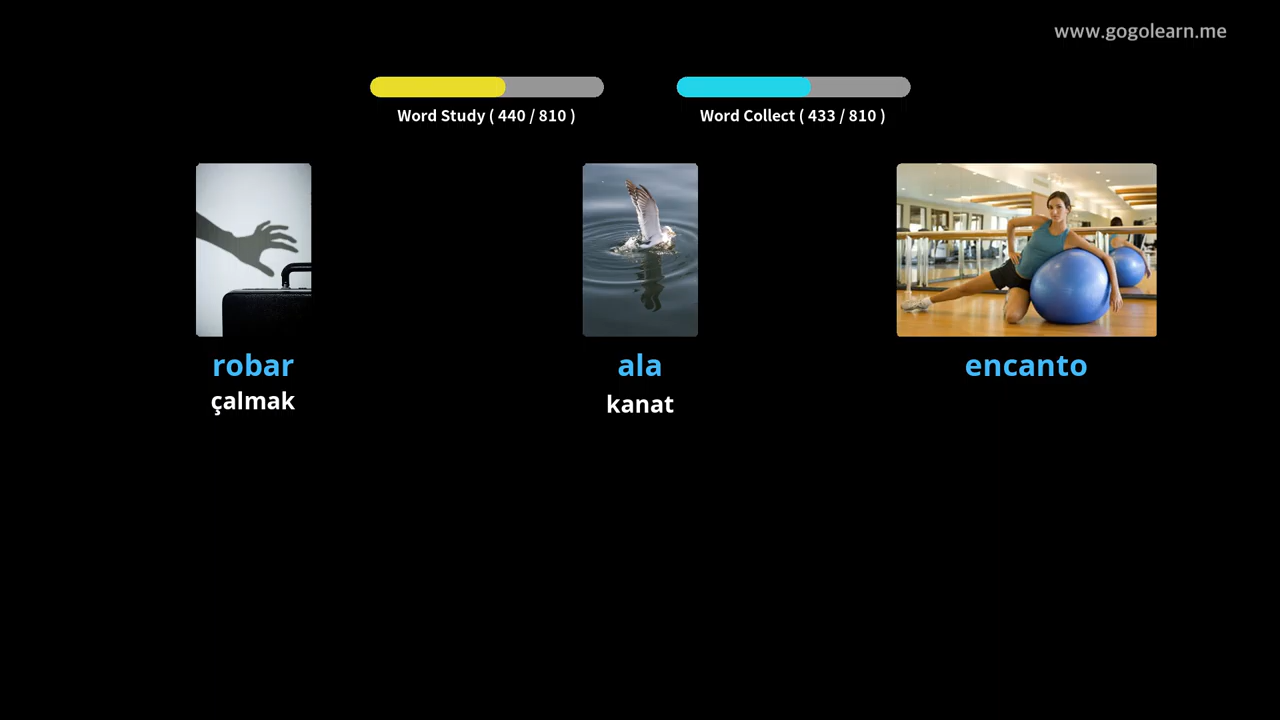 www.gogolearn.me
Word Study ( 440 / 810 )
Word Collect ( 433 / 810 )
robar
çalmak
ala
kanat
encanto